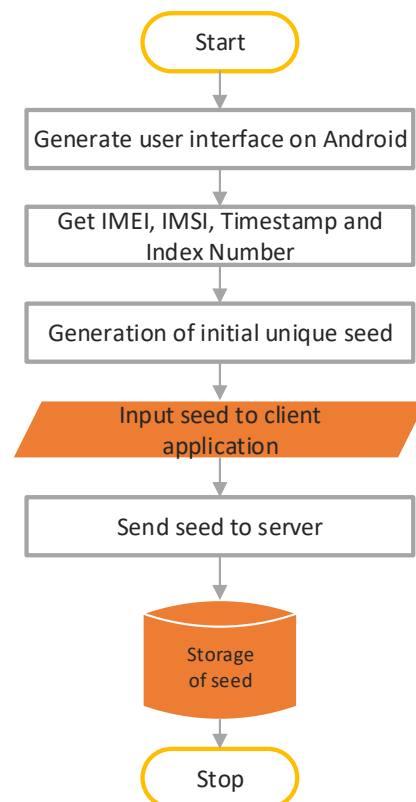 Start
Generate user interface on Android
Get IMEI, IMSI, Timestamp and
Index Number
Generation of initial unique seed
Input seed to client
application
Send seed to server
Storage
of seed
Stop